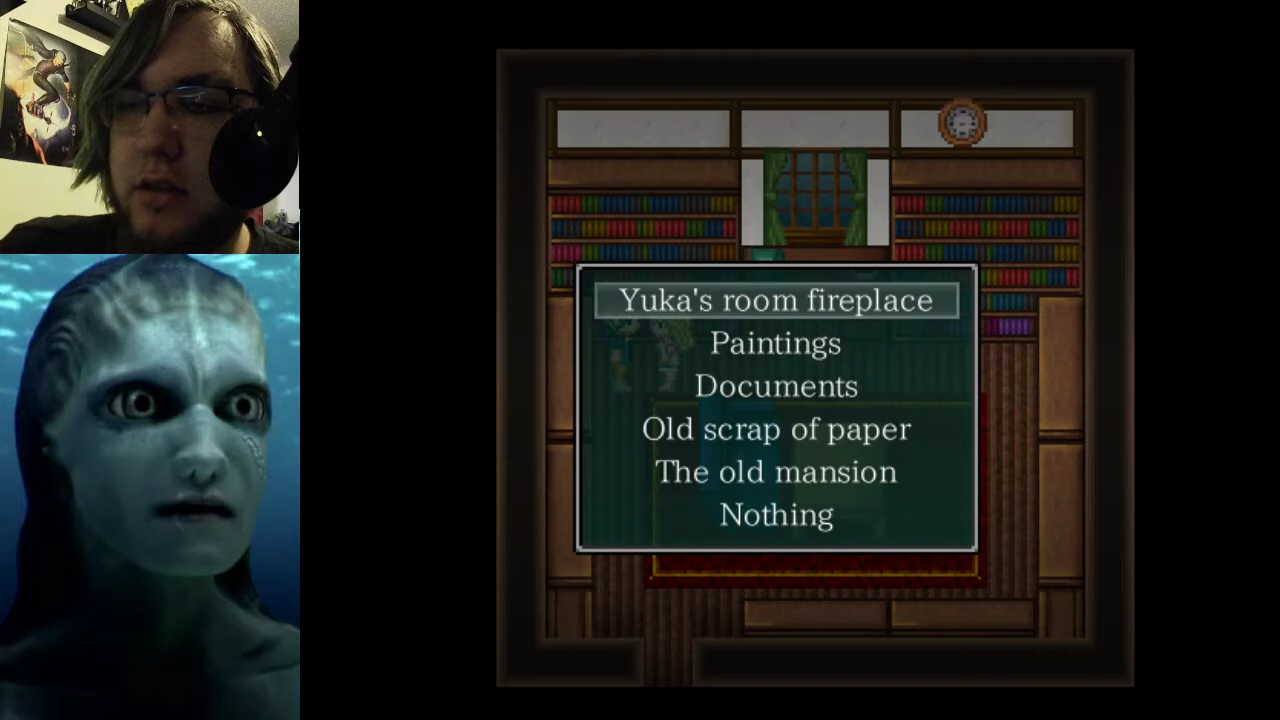 Yuka's room fireplace
Paintings
Documents
Old scrap of paper
The old mansion
Nothing